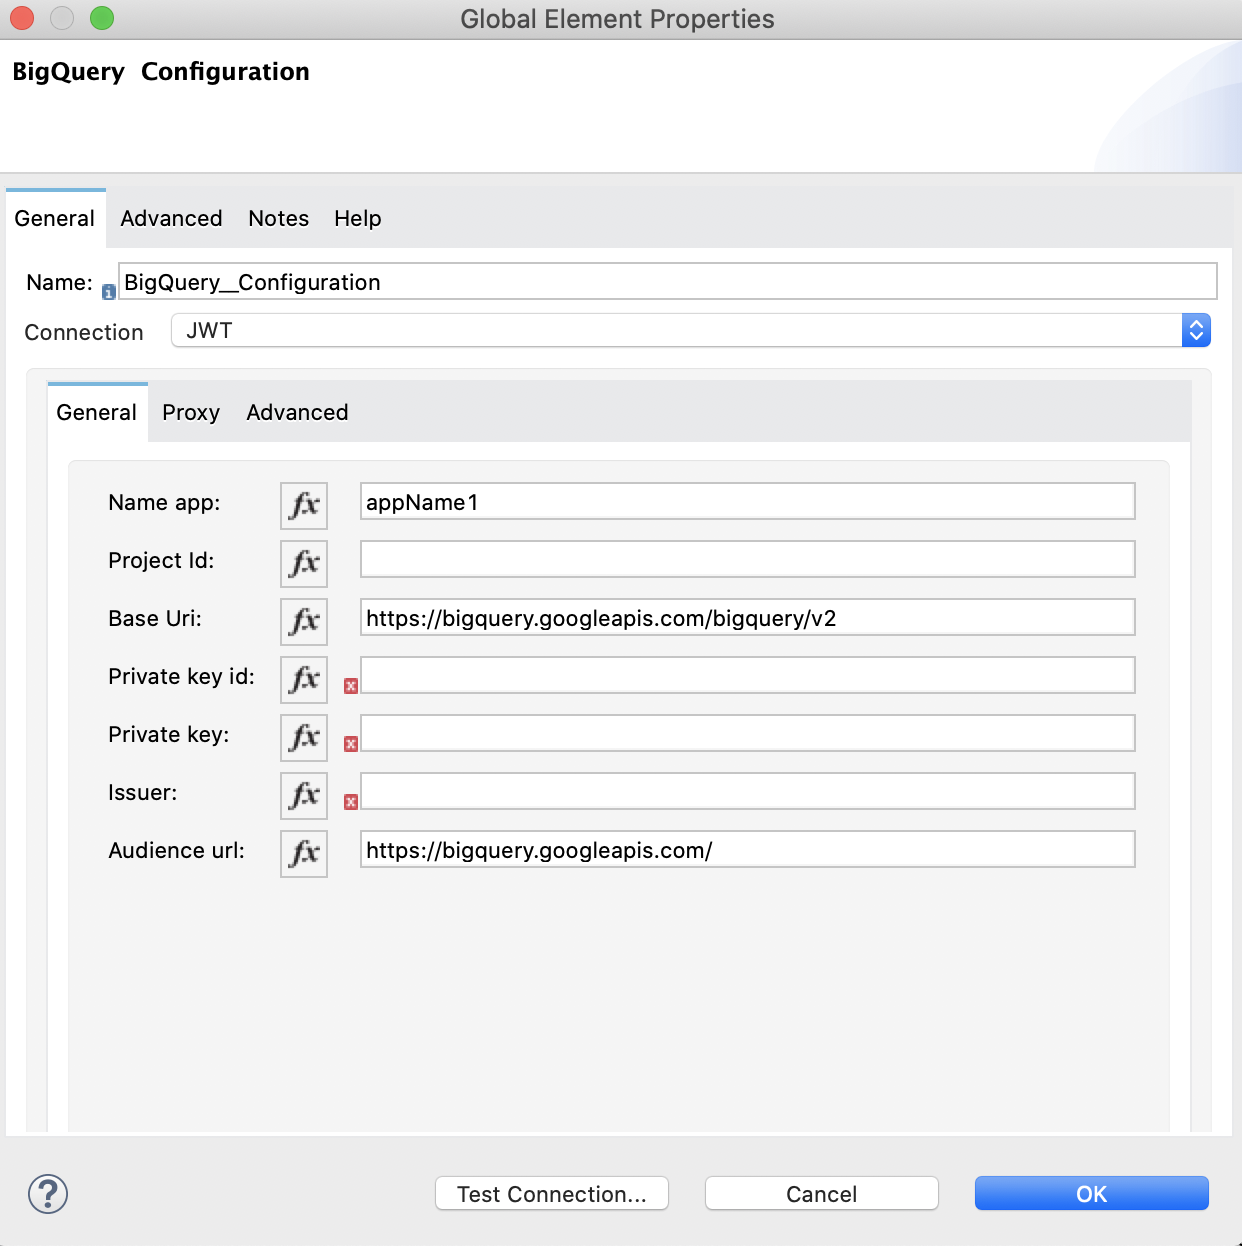 Global Element Properties
BigQuery  Configuration
General Advanced Notes Help
Name: BigQuery__Configuration
Connection JWT
General Proxy Advanced
Name app: fx appName1
Project Id: fx
Base Uri: fx https://bigquery.googleapis.com/bigquery/v2
Private key id: fx
Private key: fx
Issuer: fx
Audience url: fx https://bigquery.googleapis.com/
? Test Connection... Cancel OK